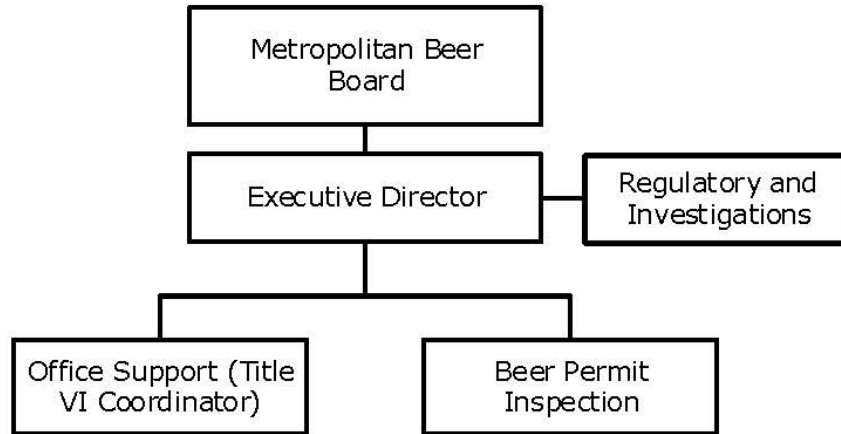 Metropolitan Beer
Board
Executive Director
Regulatory and
Investigations
Office Support (Title
VI Coordinator)
Beer Permit
Inspection